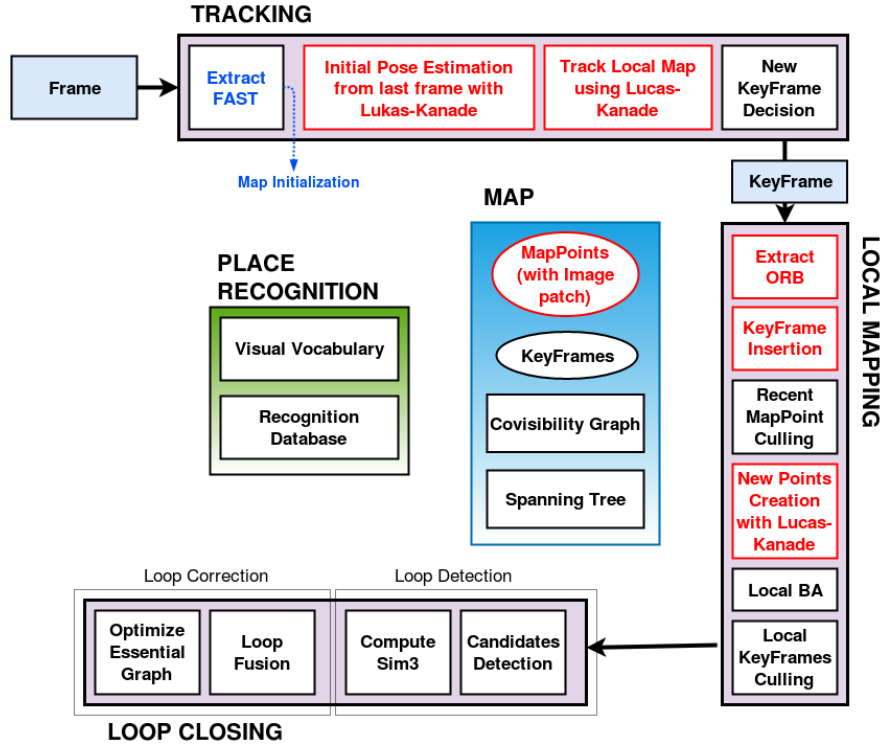 TRACKING
Frame
Extract
FAST
Initial Pose Estimation
from last frame with
Lukas-Kanade
Track Local Map
using Lucas-
Kanade
New
KeyFrame
Decision
Map Initialization
KeyFrame
MAP
MapPoints
(with Image
patch)
KeyFrames
Covisibility Graph
Spanning Tree
PLACE
RECOGNITION
Visual Vocabulary
Recognition
Database
LOCAL MAPPING
Extract
ORB
KeyFrame
Insertion
Recent
MapPoint
Culling
New Points
Creation
with Lucas-
Kanade
Local BA
Local
KeyFrames
Culling
Loop Correction
Loop Detection
Optimize
Essential
Graph
Loop
Fusion
Compute
Sim3
Candidates
Detection
LOOP CLOSING